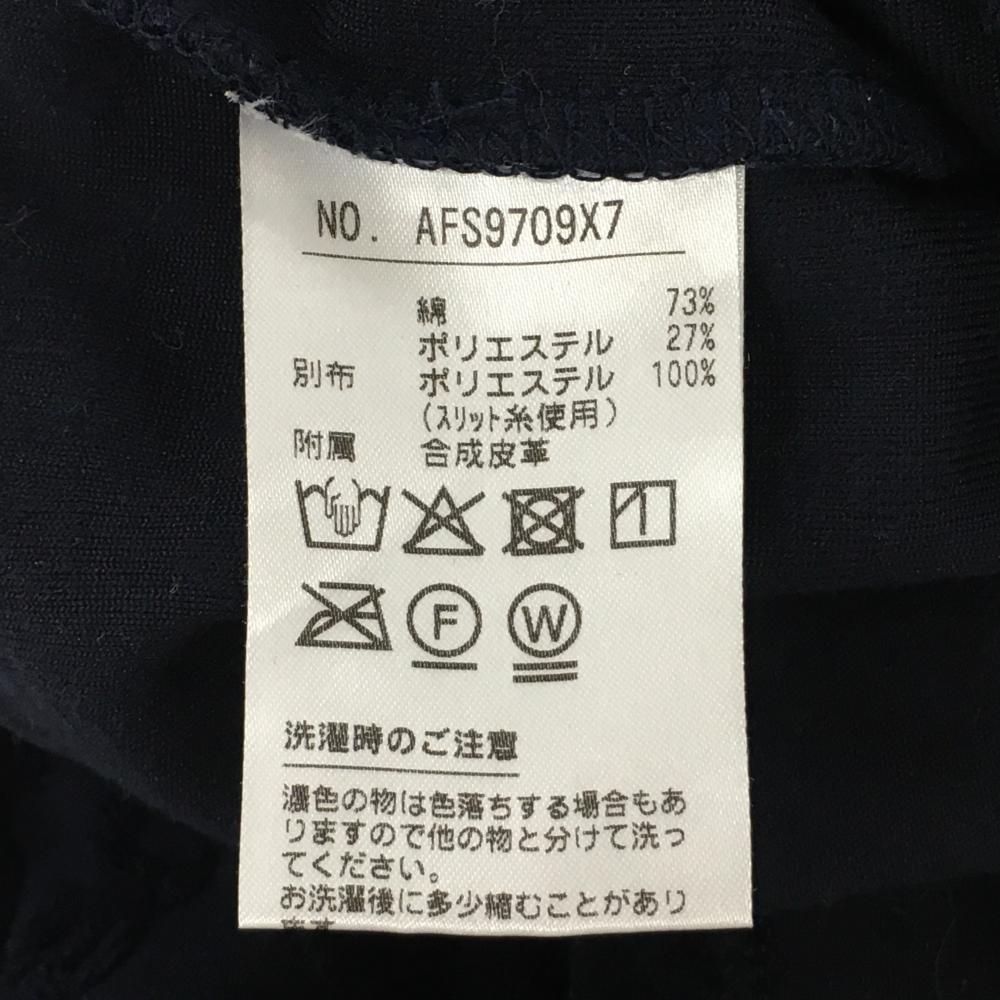 NO. AFS9709X7
綿 73%
ポリエステル 27%
別布 ポリエステル 100%
(ｽﾘｯﾄ糸使用)
附属 合成皮革
F W
洗濯時のご注意
濃色の物は色落ちする場合もあ
りますので他の物と分けて洗っ
てください。
お洗濯後に多少縮むことがあり
ます